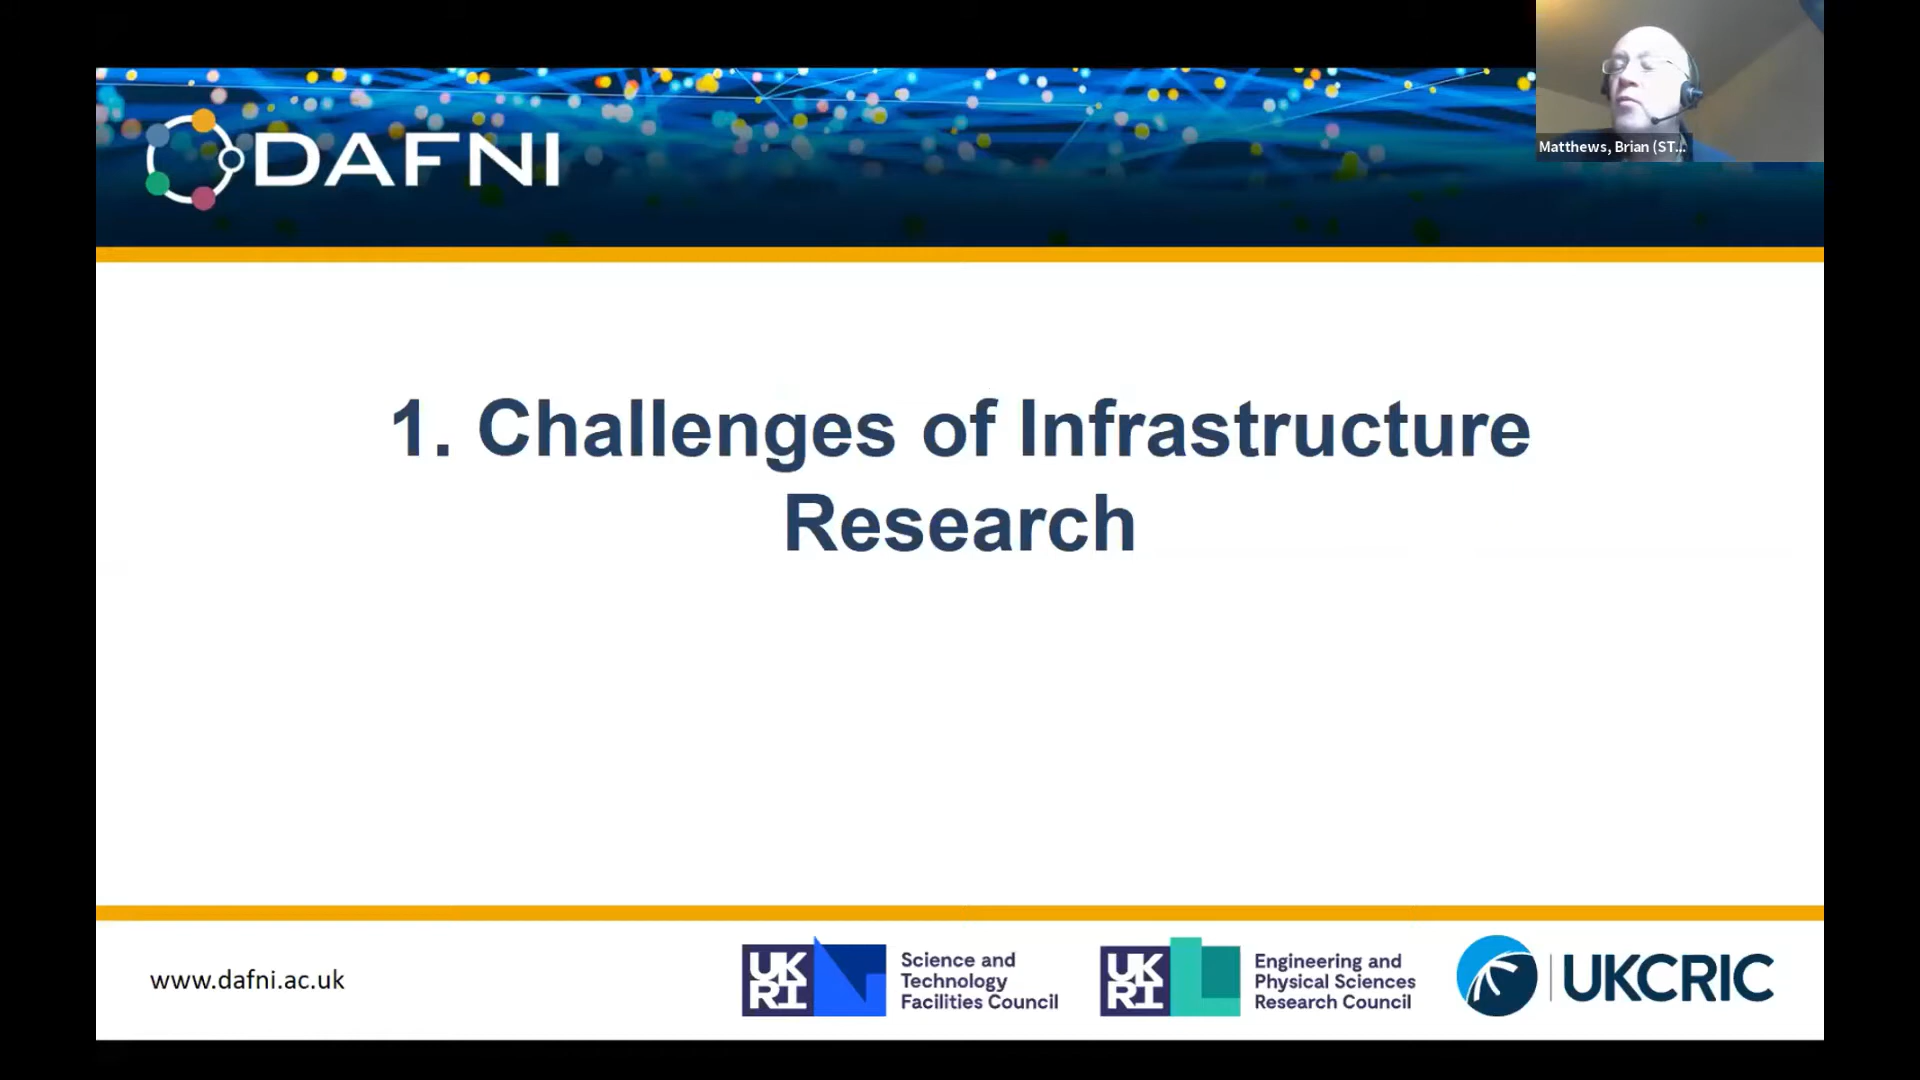 DAFNI
Matthews, Brian (ST...
1. Challenges of Infrastructure
Research
www.dafni.ac.uk
UK
RI
Science and
Technology
Facilities Council
UK
RI
Engineering and
Physical Sciences
Research Council
UKCRIC